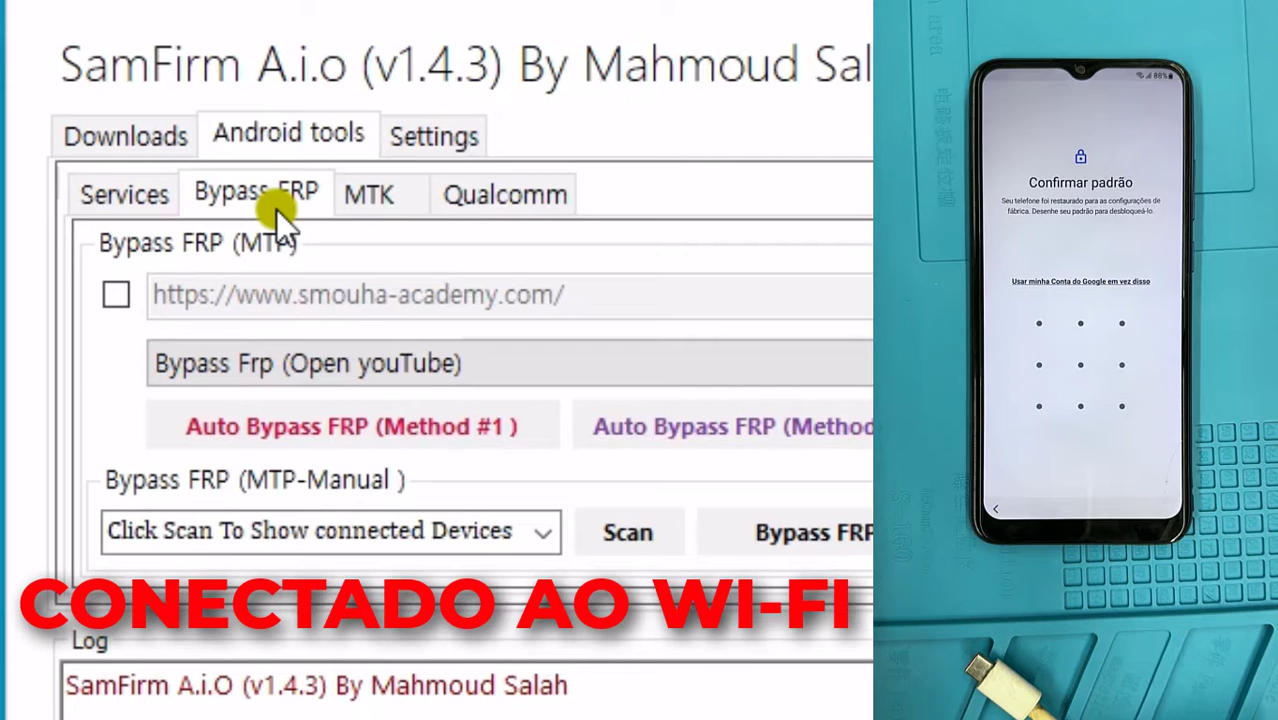 SamFirm A.i.o (v1.4.3) By Mahmoud Sal
Downloads
Android tools
Settings
Services
Bypass FRP
MTK
Qualcomm
Bypass FRP (MTP)
https://www.smouha-academy.com/
Bypass Frp (Open youTube)
Auto Bypass FRP (Method #1 )
Auto Bypass FRP (Method
Bypass FRP (MTP-Manual )
Click Scan To Show connected Devices
Scan
Bypass FRP
CONECTADO AO WI-FI
Log
SamFirm A.i.O (v1.4.3) By Mahmoud Salah
88%
Confirmar padrão
Seu telefone foi restaurado para as configurações de
fábrica. Desenhe seu padrão para desbloqueá-lo.
Usar minha Conta do Google em vez disso